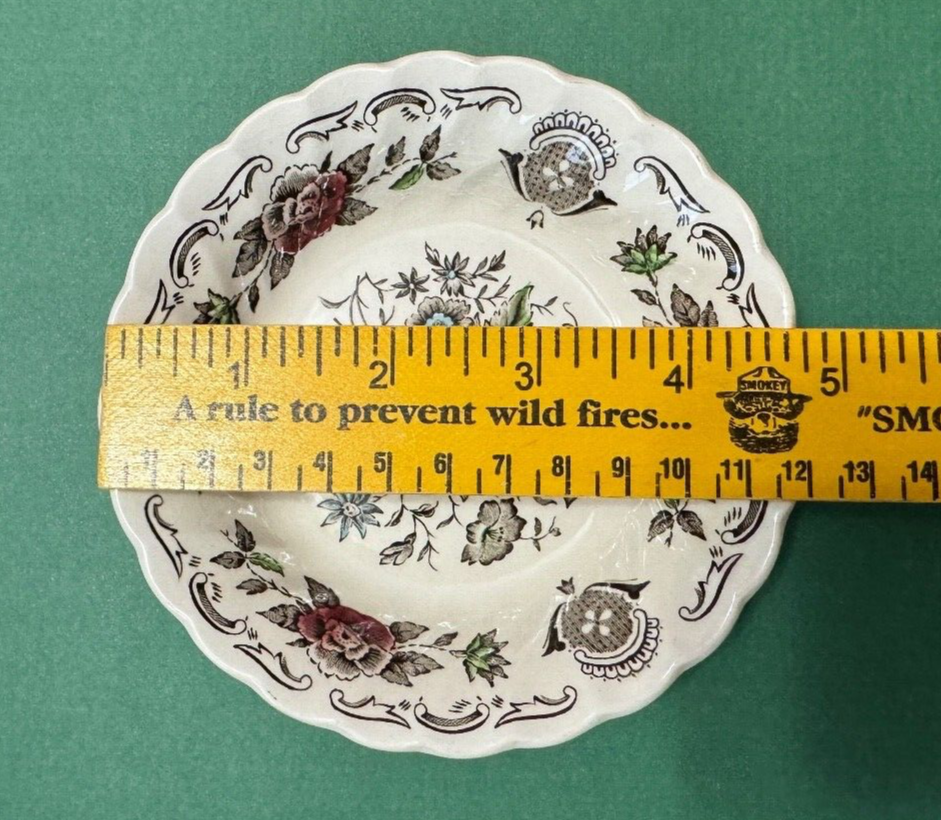 1 2 3 4 5
SMOKEY
A rule to prevent wild fires... "SMO
1 2 3 4 5 6 7 8 9 10 11 12 13 14